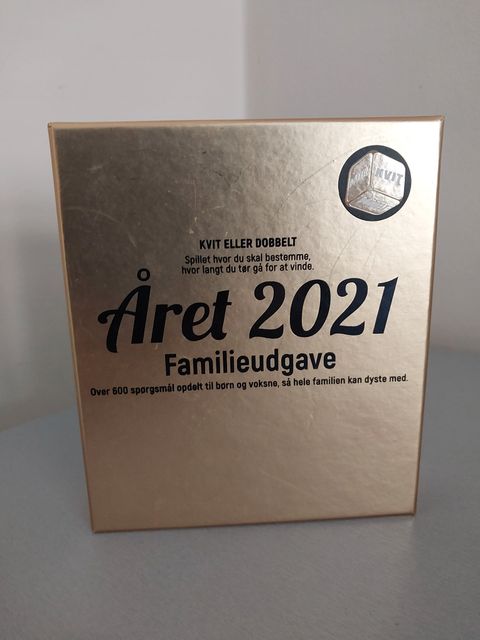 KVIT
KVIT ELLER DOBBELT
Spillet hvor du skal bestemme,
hvor langt du tør gå for at vinde.
Året 2021
Familieudgave
Over 600 spørgsmål opdelt til børn og voksne, så hele familien kan dyste med.